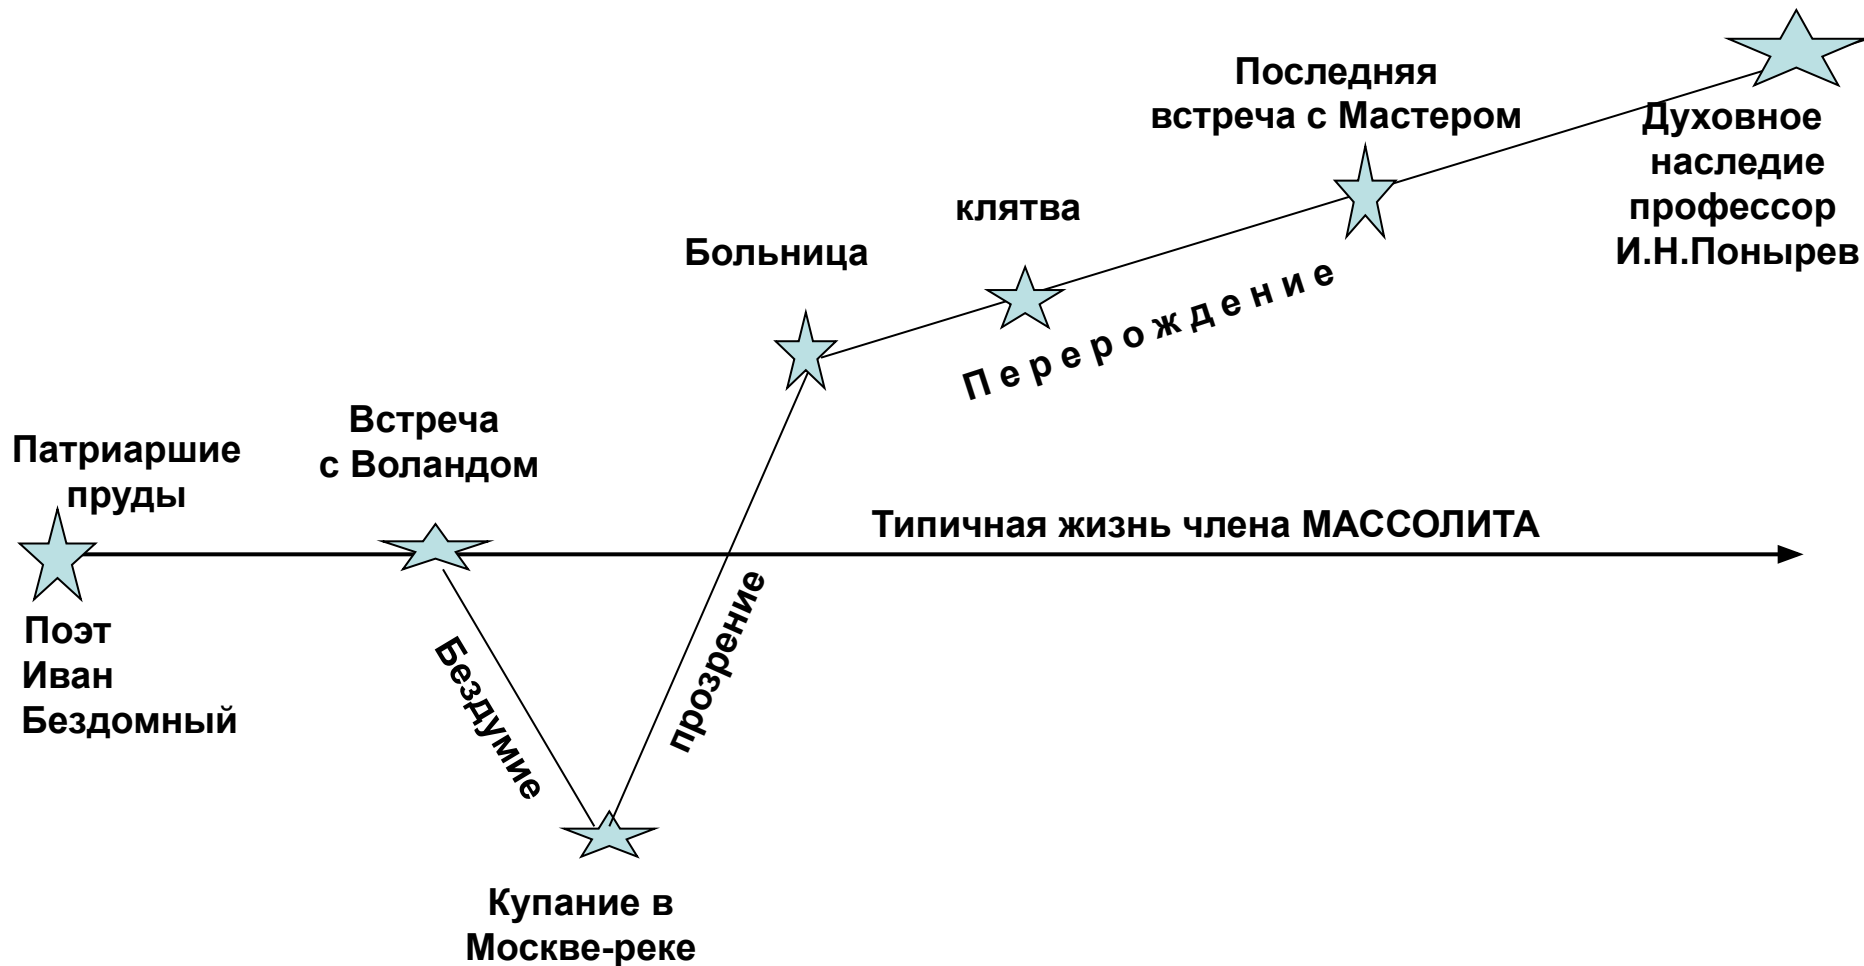 Патриаршие
пруды
Поэт
Иван
Бездомный
Встреча
с Воландом
Бездумие
Купание в
Москве-реке
прозрение
Больница
клятва
Перерождение
Последняя
встреча с Мастером
Духовное
наследие
профессор
И.Н.Понырев
Типичная жизнь члена МАССОЛИТА